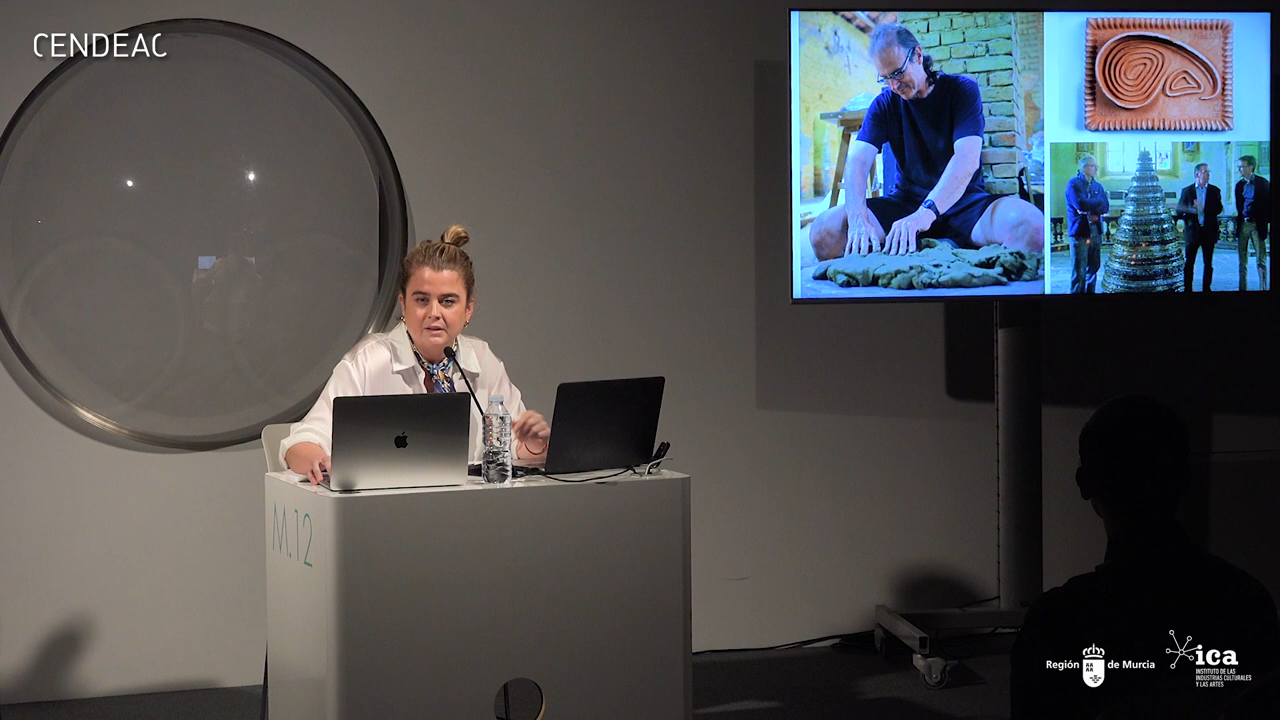 CENDEAC
M.12
Región de Murcia
ica
INSTITUTO DE LAS
INDUSTRIAS CULTURALES
Y LAS ARTES